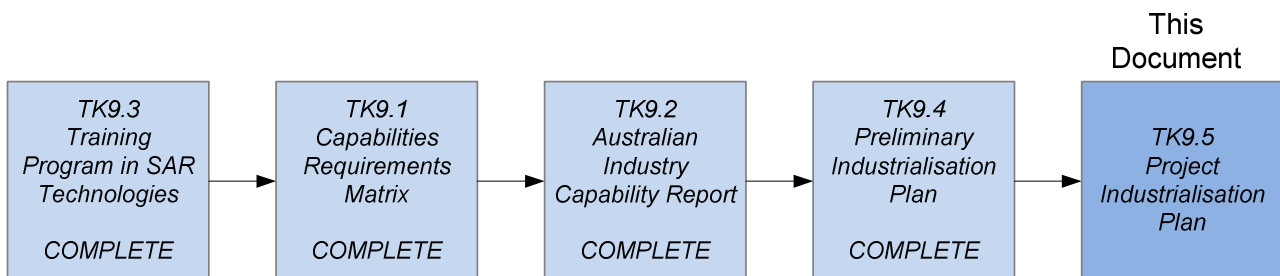 This
Document
TK9.3
Training
Program in SAR
Technologies
COMPLETE
TK9.1
Capabilities
Requirements
Matrix
COMPLETE
TK9.2
Australian
Industry
Capability Report
COMPLETE
TK9.4
Preliminary
Industrialisation
Plan
COMPLETE
TK9.5
Project
Industrialisation
Plan